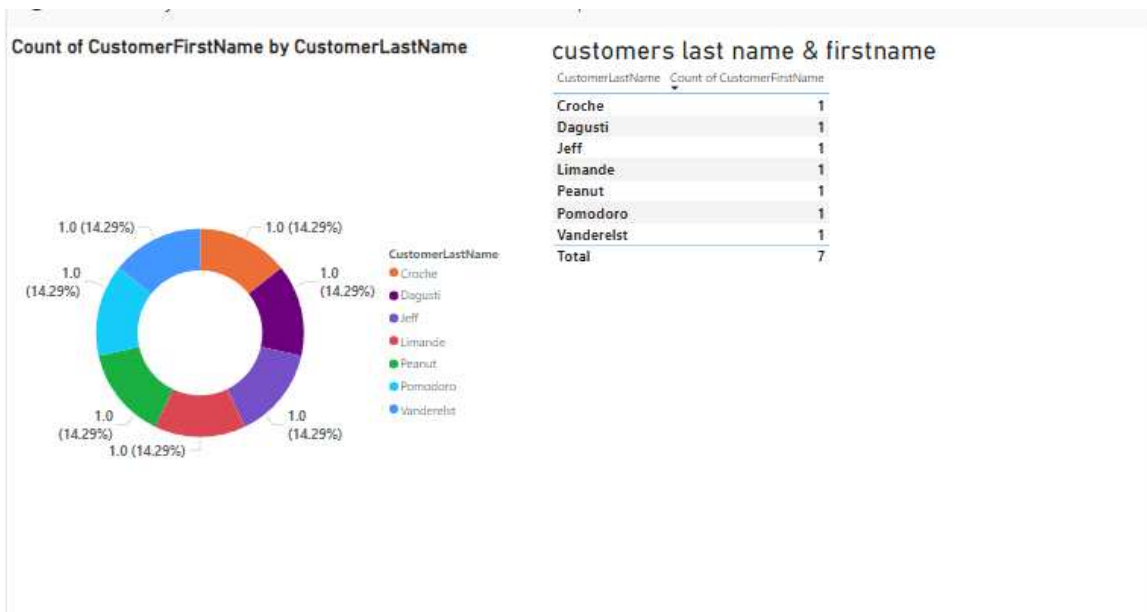 Count of CustomerFirstName by CustomerLastName
1.0 (14.29%)
1.0 (14.29%)
1.0
(14.29%)
1.0
(14.29%)
1.0
(14.29%)
1.0
(14.29%)
1.0 (14.29%)
CustomerLastName
Croche
Dagusti
Jeff
Limande
Peanut
Pomodoro
Vanderelst
customers last name & firstname
CustomerLastName Count of CustomerFirstName
Croche 1
Dagusti 1
Jeff 1
Limande 1
Peanut 1
Pomodoro 1
Vanderelst 1
Total 7